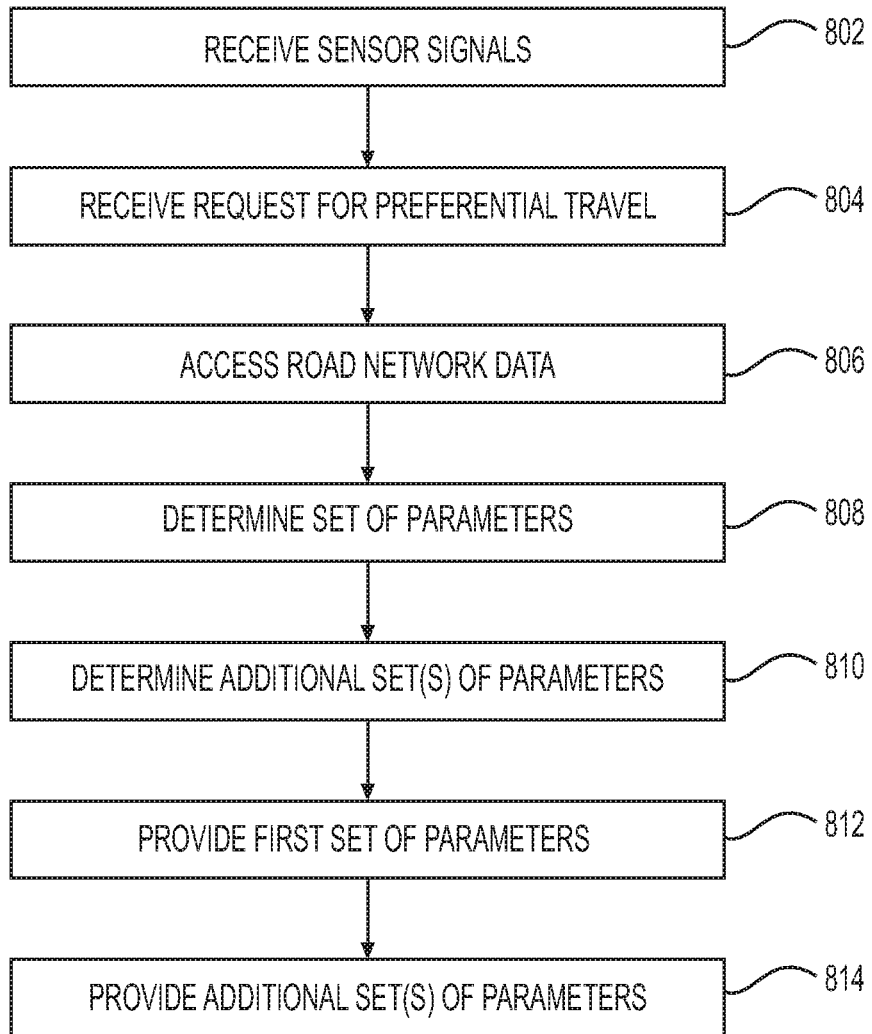 RECEIVE SENSOR SIGNALS
802
RECEIVE REQUEST FOR PREFERENTIAL TRAVEL
804
ACCESS ROAD NETWORK DATA
806
DETERMINE SET OF PARAMETERS
808
DETERMINE ADDITIONAL SET(S) OF PARAMETERS
810
PROVIDE FIRST SET OF PARAMETERS
812
PROVIDE ADDITIONAL SET(S) OF PARAMETERS
814